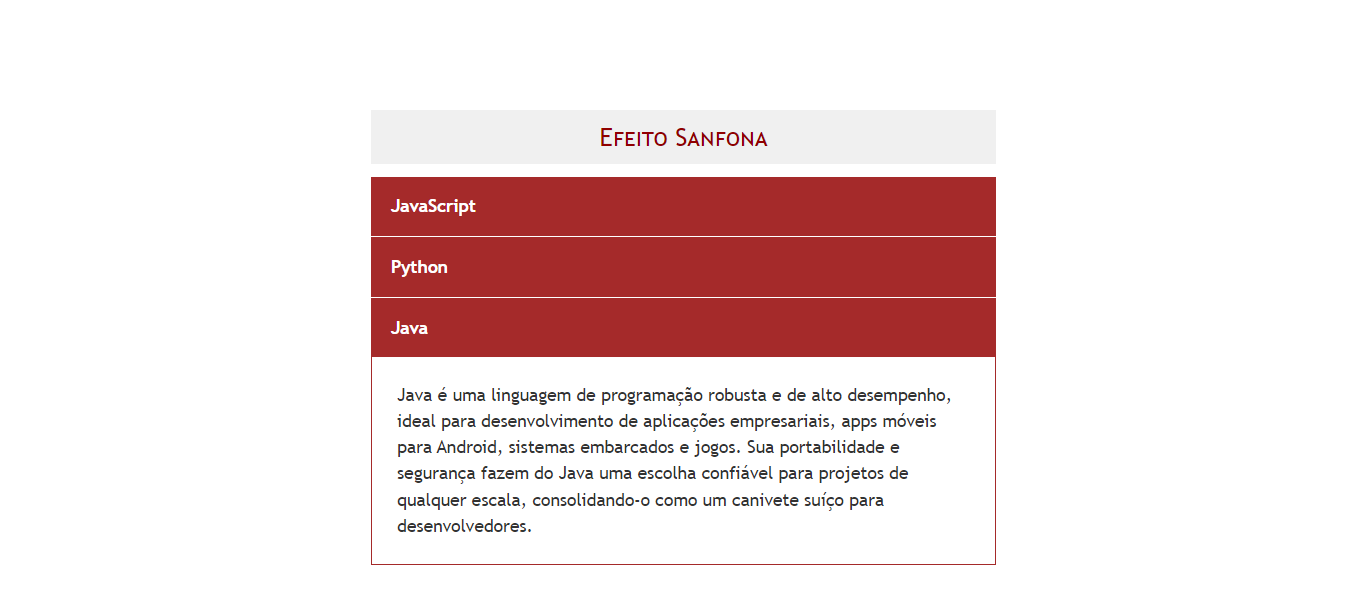 Efeito Sanfona
JavaScript
Python
Java
Java é uma linguagem de programação robusta e de alto desempenho,
ideal para desenvolvimento de aplicações empresariais, apps móveis
para Android, sistemas embarcados e jogos. Sua portabilidade e
segurança fazem do Java uma escolha confiável para projetos de
qualquer escala, consolidando-o como um canivete suíço para
desenvolvedores.